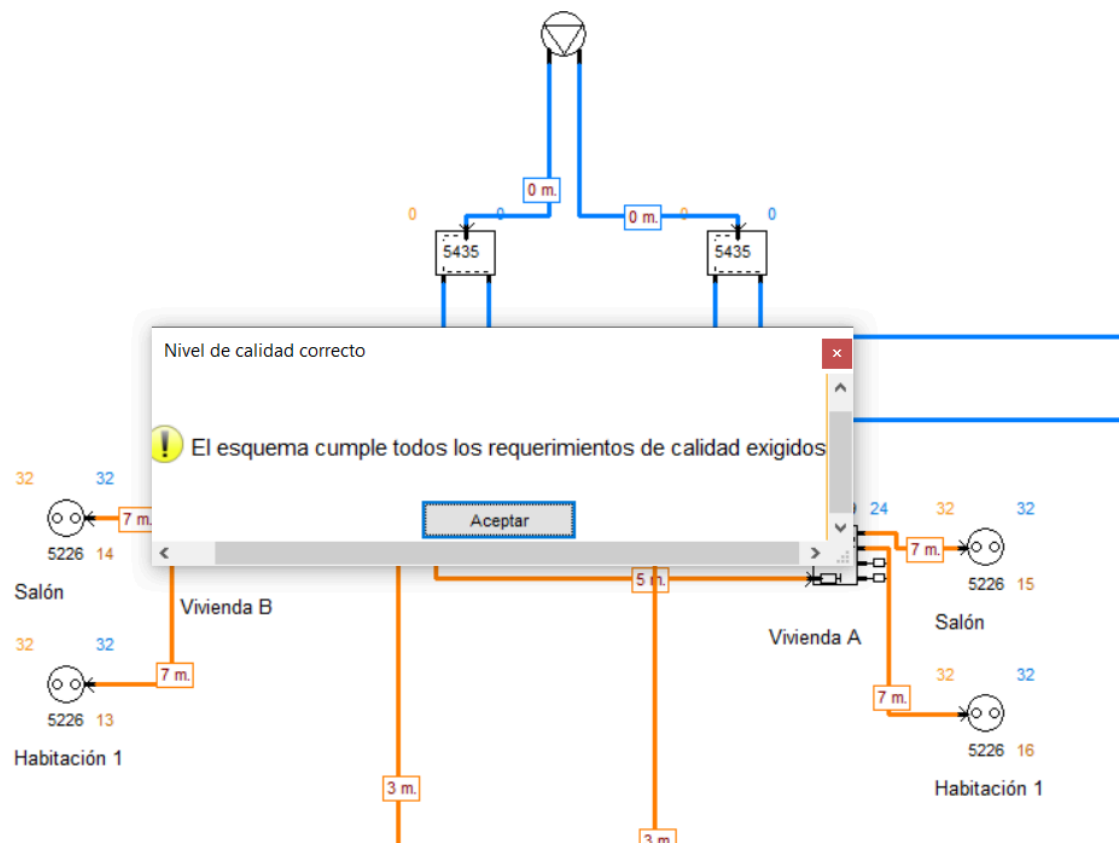 0 m.
0
0
0 m.
0
0
5435
5435
Nivel de calidad correcto
El esquema cumple todos los requerimientos de calidad exigidos
Aceptar
32
32
7 m.
5226
14
Salón
Vivienda B
32
32
7 m.
5226
13
Habitación 1
24
32
32
7 m.
5226
15
Salón
5 m.
Vivienda A
32
32
7 m.
5226
16
Habitación 1
3 m.
3 m.